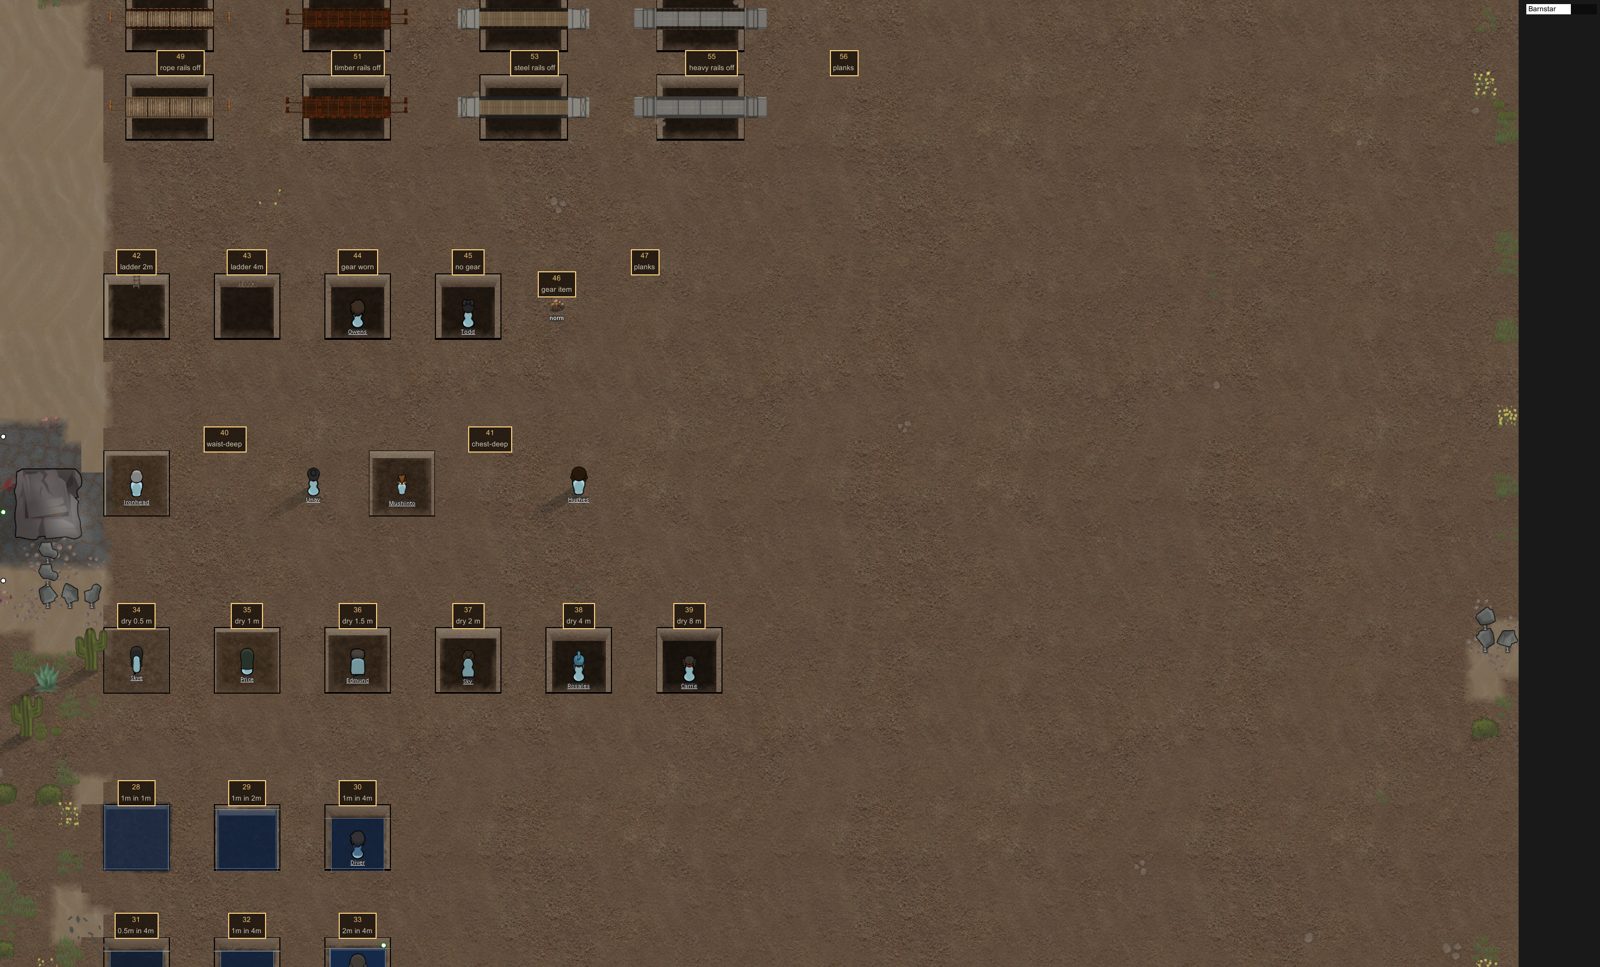 Barnstar
49
rope rails off
51
timber rails off
53
steel rails off
55
heavy rails off
56
planks
42
ladder 2m
43
ladder 4m
44
gear worn
45
no gear
46
gear item
47
planks
Owens
Todd
norm
40
waist-deep
41
chest-deep
Ironhead
Unav
Mushinto
Hughes
34
dry 0.5 m
35
dry 1 m
36
dry 1.5 m
37
dry 2 m
38
dry 4 m
39
dry 8 m
Price
Edmund
Sky
Rosales
Carrie
28
1m in 1m
29
1m in 2m
30
1m in 4m
Diver
31
0.5m in 4m
32
1m in 4m
33
2m in 4m